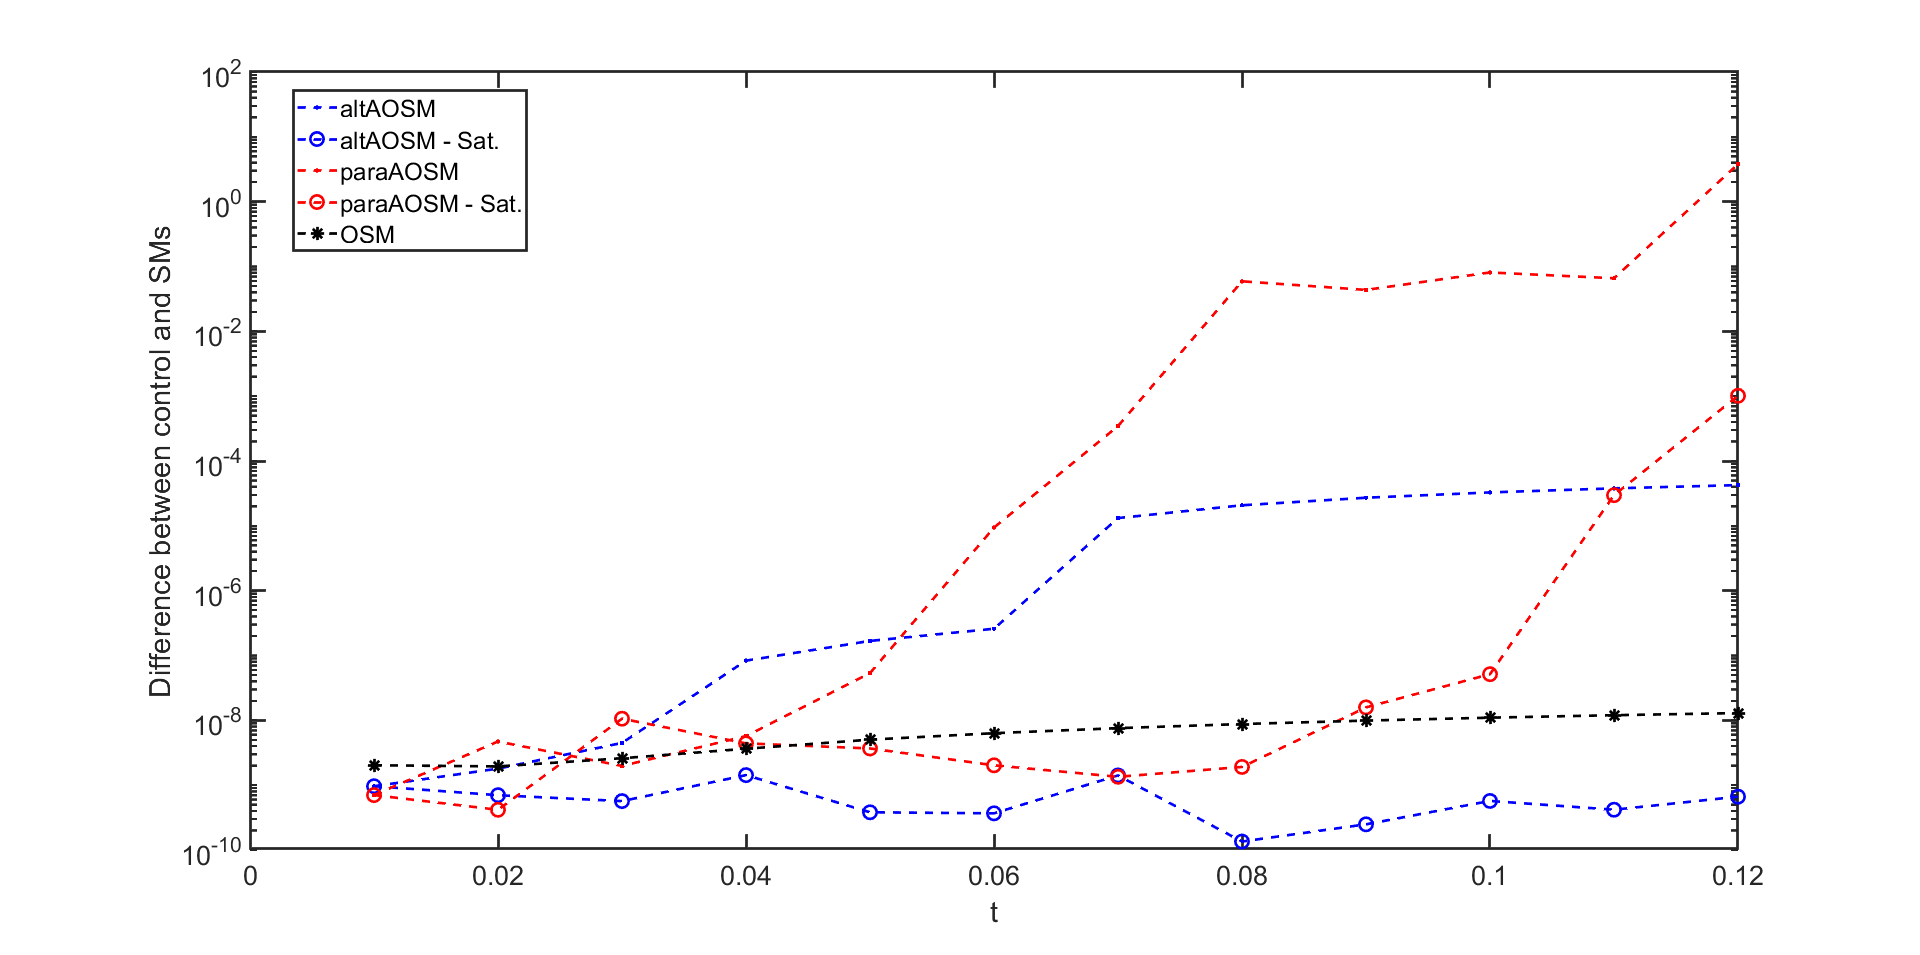 10^2
10^0
10^-2
10^-4
10^-6
10^-8
10^-10
Difference between control and SMs
altAOSM
altAOSM - Sat.
paraAOSM
paraAOSM - Sat.
OSM
0 0.02 0.04 0.06 0.08 0.1 0.12
t